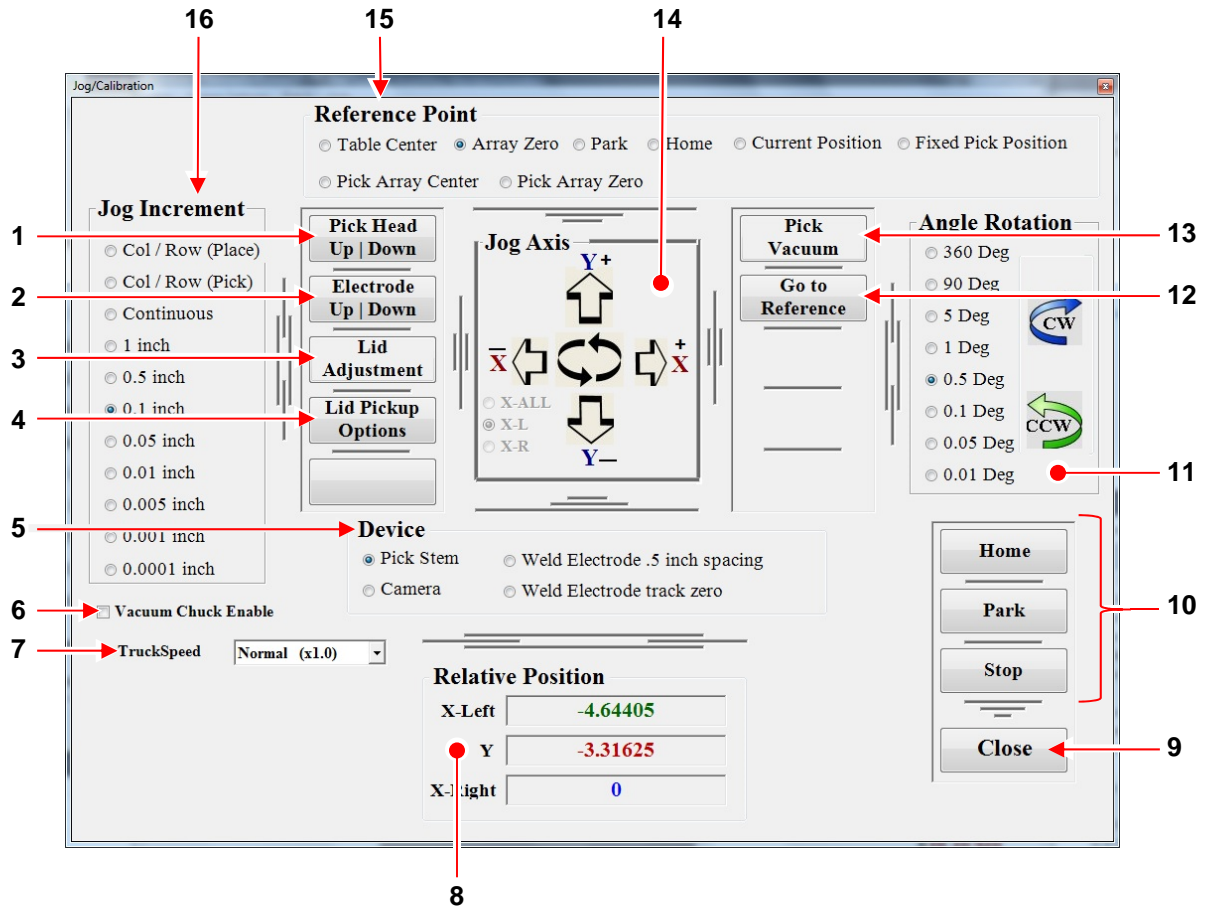 16
15
14
Jog/Calibration
Reference Point
Table Center
Array Zero
Park
Home
Current Position
Fixed Pick Position
Pick Array Center
Pick Array Zero
Jog Increment
Col / Row (Place)
Col / Row (Pick)
Continuous
1 inch
0.5 inch
0.1 inch
0.05 inch
0.01 inch
0.005 inch
0.001 inch
0.0001 inch
1
2
3
4
Pick Head
Up | Down
Electrode
Up | Down
Lid
Adjustment
Lid Pickup
Options
Jog Axis
Y+
X
+
X
X-ALL
X-L
X-R
Y—
Pick
Vacuum
Go to
Reference
Angle Rotation
360 Deg
90 Deg
5 Deg
1 Deg
0.5 Deg
0.1 Deg
0.05 Deg
0.01 Deg
CW
CCW
13
12
11
5
Device
Pick Stem
Weld Electrode .5 inch spacing
Camera
Weld Electrode track zero
6
Vacuum Chuck Enable
7
TruckSpeed
Normal (x1.0)
Relative Position
X-Left
-4.64405
Y
-3.31625
X-Right
0
8
Home
Park
Stop
Close
10
9